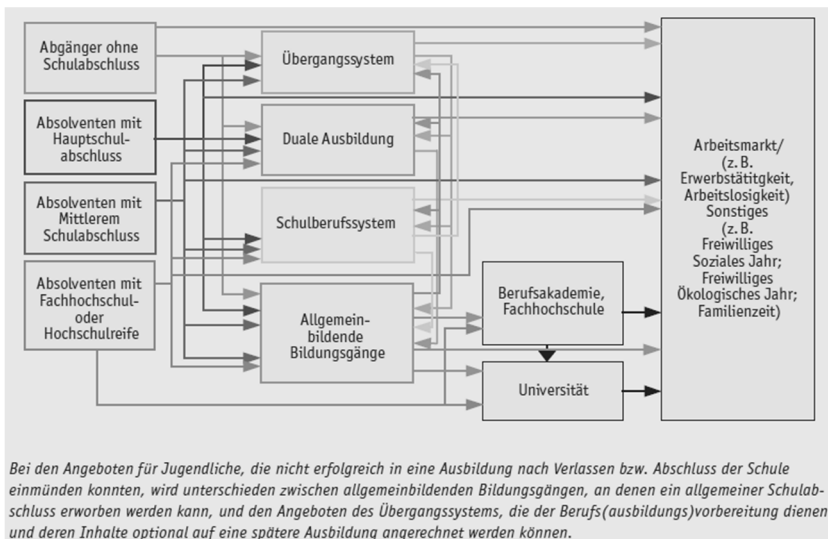 Abgänger ohne
Schulabschluss
Absolventen mit
Hauptschul-
abschluss
Absolventen mit
Mittlerem
Schulabschluss
Absolventen mit
Fachhochschul-
oder
Hochschulreife
Übergangssystem
Duale Ausbildung
Schulberufssystem
Allgemein-
bildende
Bildungsgänge
Berufsakademie,
Fachhochschule
Universität
Arbeitsmarkt/
(z. B.
Erwerbstätitgkeit,
Arbeitslosigkeit)
Sonstiges
(z. B.
Freiwilliges
Soziales Jahr;
Freiwilliges
Ökologisches Jahr;
Familienzeit)
Bei den Angeboten für Jugendliche, die nicht erfolgreich in eine Ausbildung nach Verlassen bzw. Abschluss der Schule
einmünden konnten, wird unterschieden zwischen allgemeinbildenden Bildungsgängen, an denen ein allgemeiner Schulab-
schluss erworben werden kann, und den Angeboten des Übergangssystems, die der Berufs(ausbildungs)vorbereitung dienen
und deren Inhalte optional auf eine spätere Ausbildung angerechnet werden können.